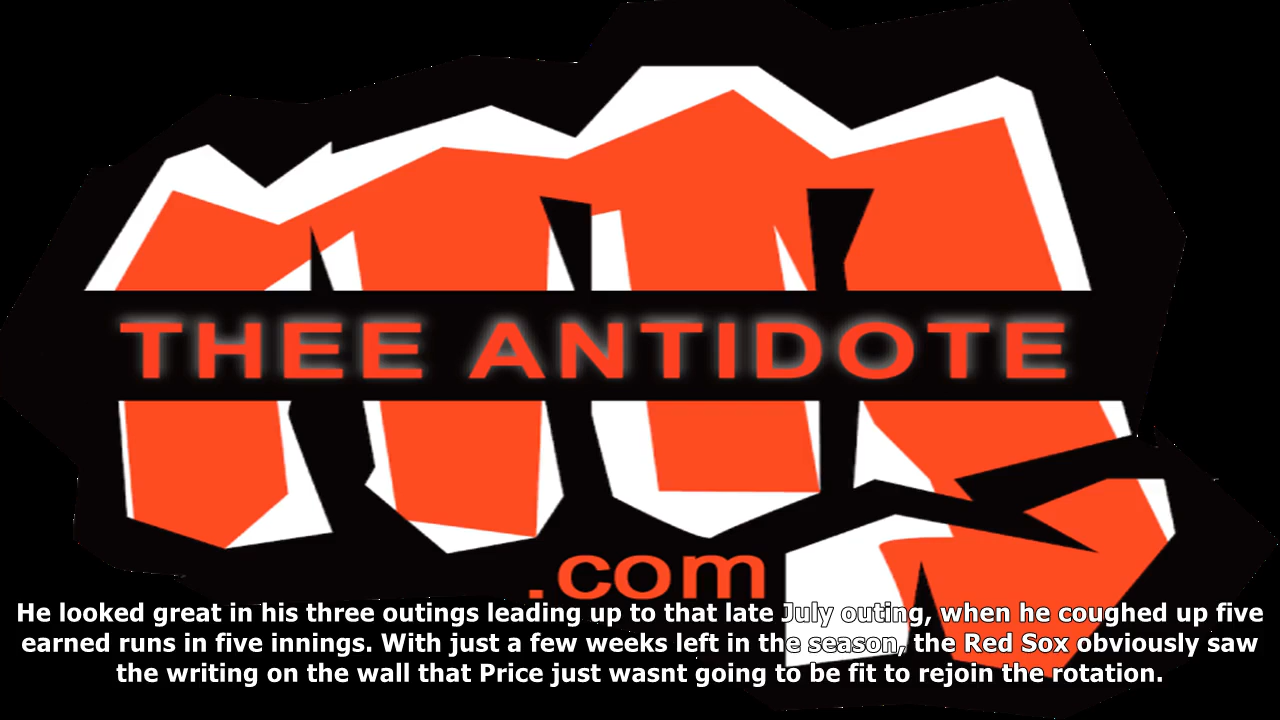 THEE ANTIDOTE
.com
He looked great in his three outings leading up to that late July outing, when he coughed up five
earned runs in five innings. With just a few weeks left in the season, the Red Sox obviously saw
the writing on the wall that Price just wasnt going to be fit to rejoin the rotation.